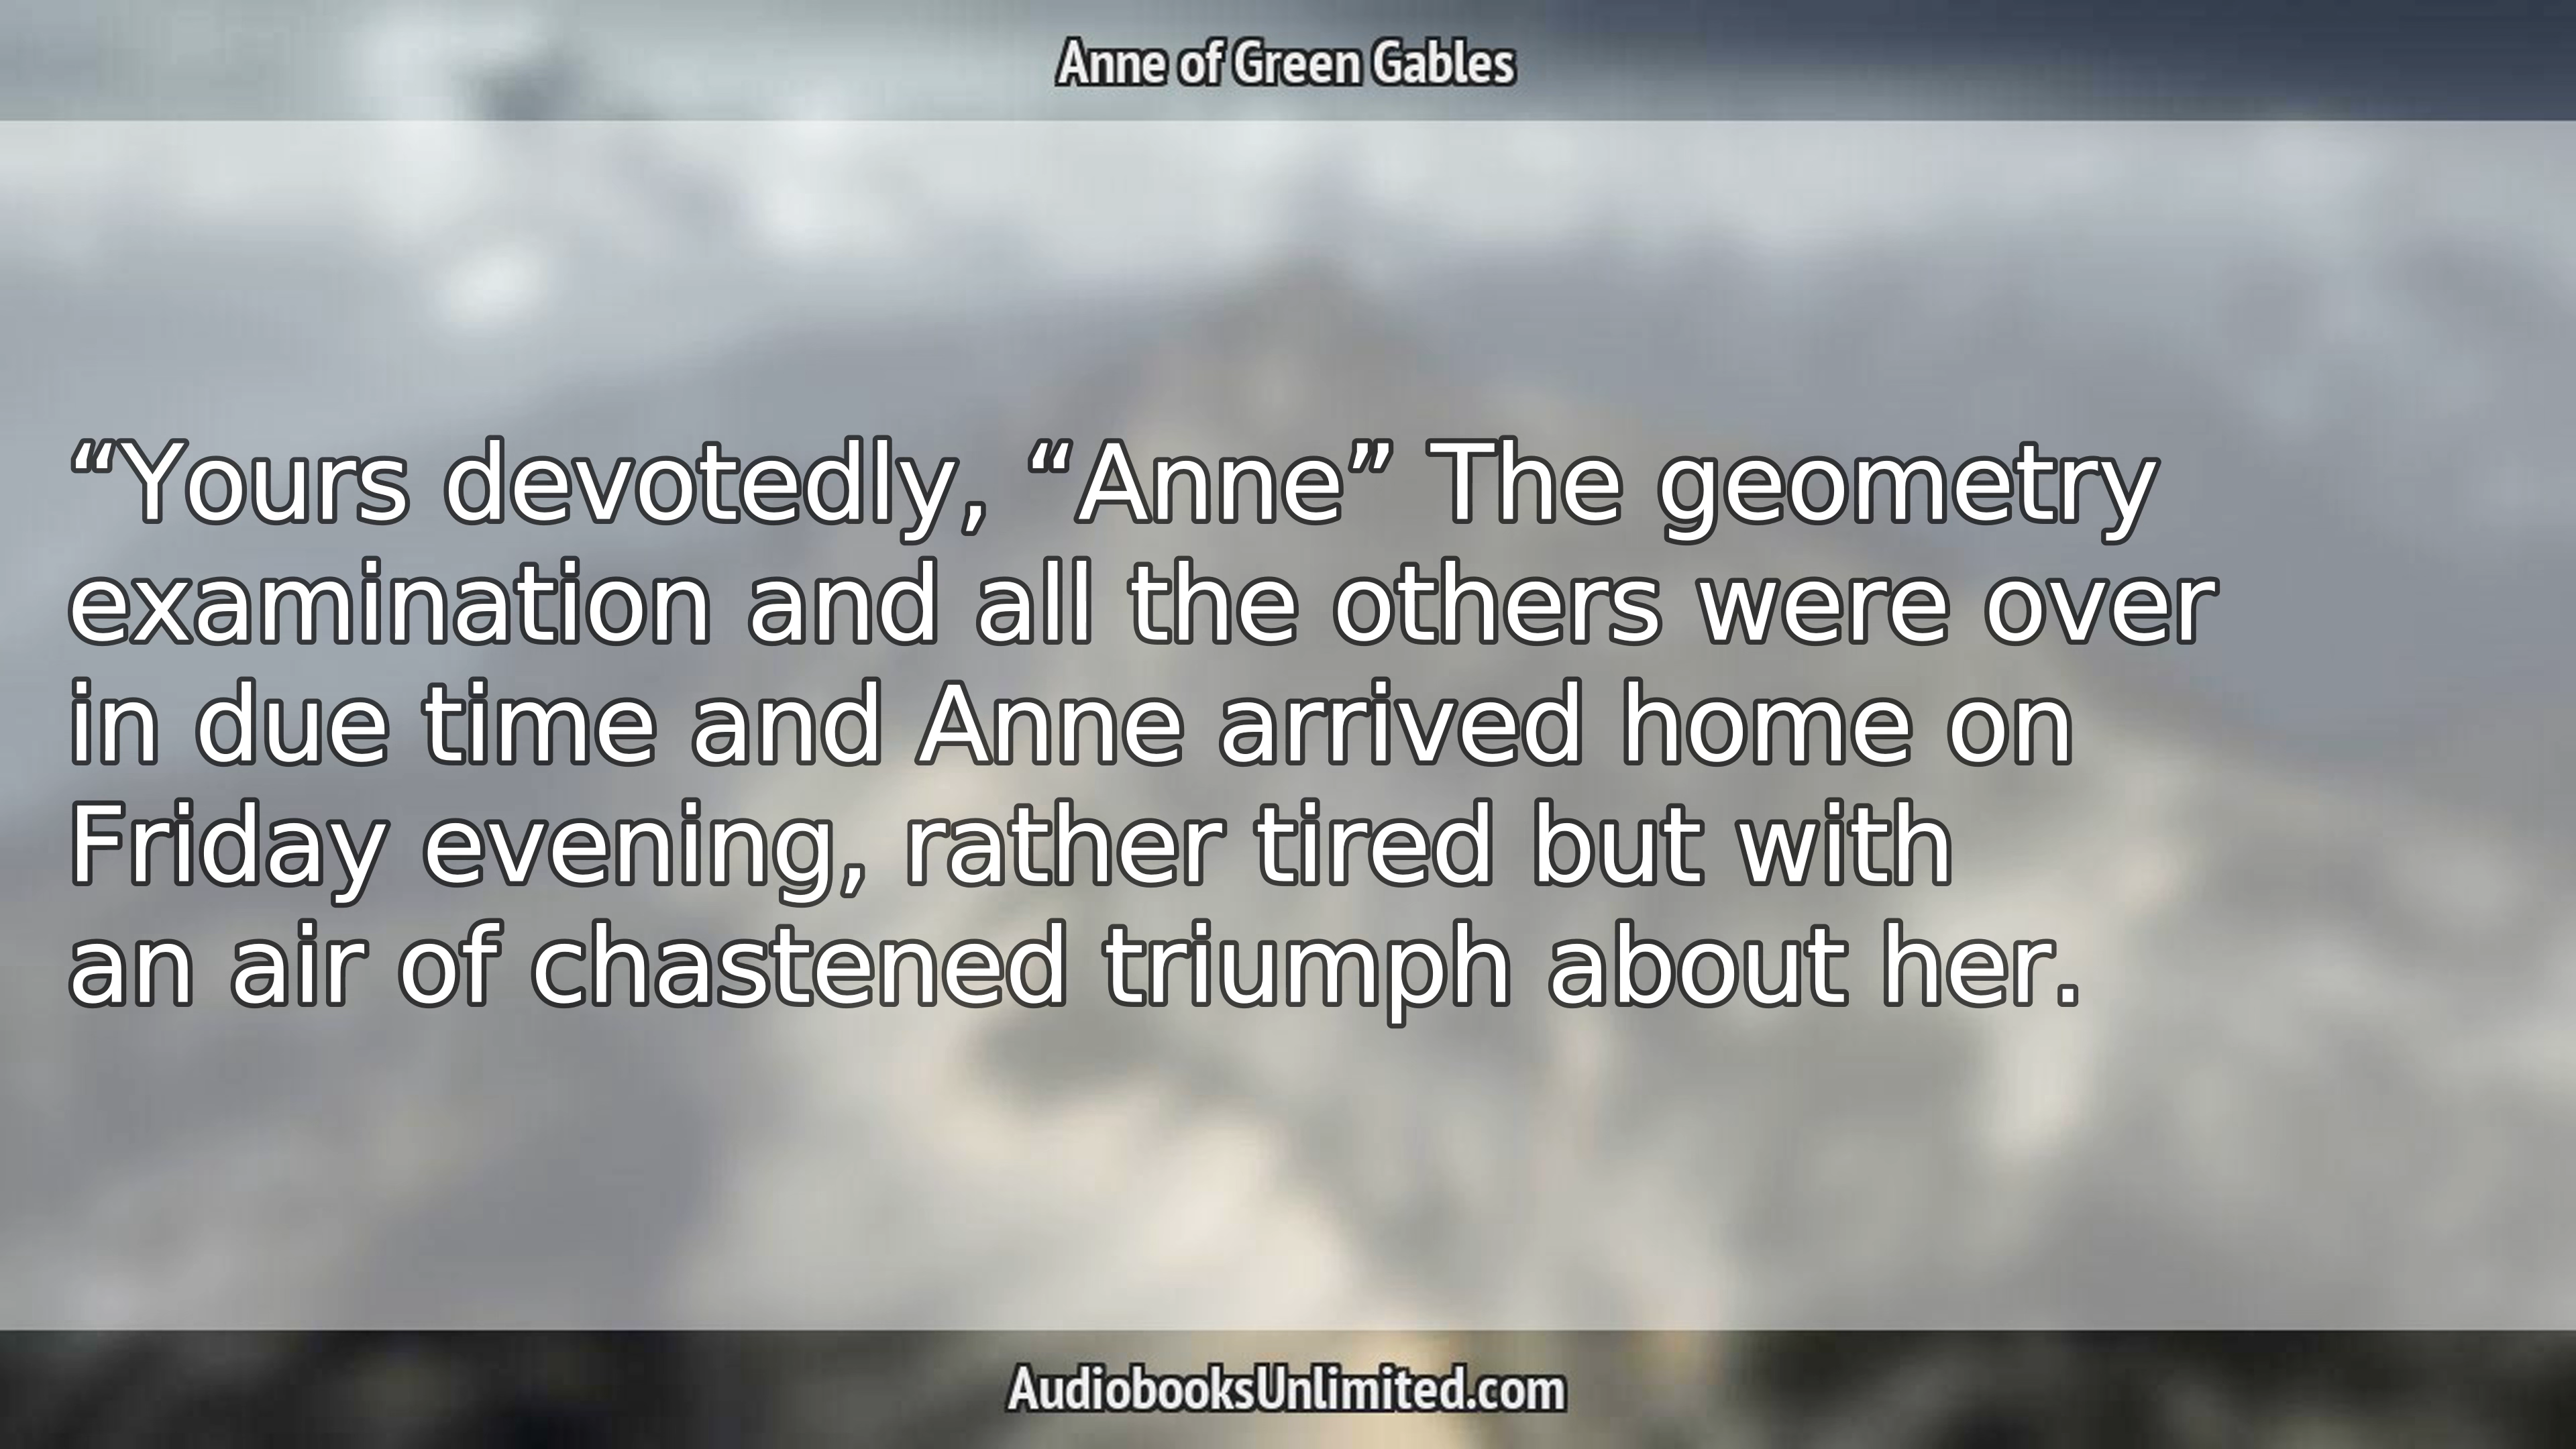 Anne of Green Gables
“Yours devotedly, “Anne” The geometry
examination and all the others were over
in due time and Anne arrived home on
Friday evening, rather tired but with
an air of chastened triumph about her.
AudiobooksUnlimited.com